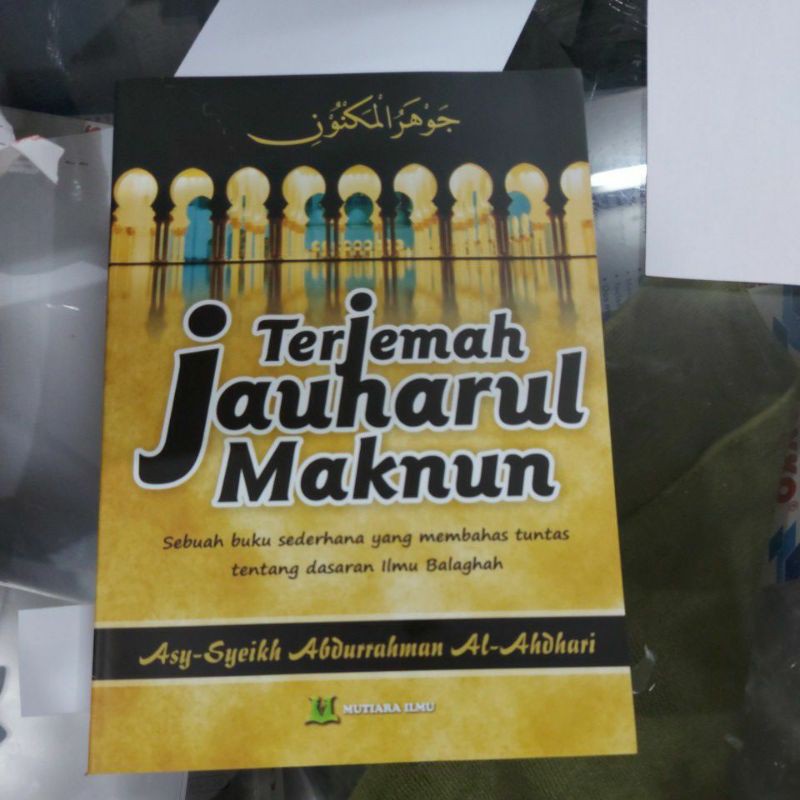 جَوْهَرُ الْمَكْنُوْنِ
Terjemah
Jauharul
Maknun
Sebuah buku sederhana yang membahas tuntas
tentang dasaran Ilmu Balaghah
Asy-Syeikh Abdurrahman Al-Ahdhari
MUTIARA ILMU